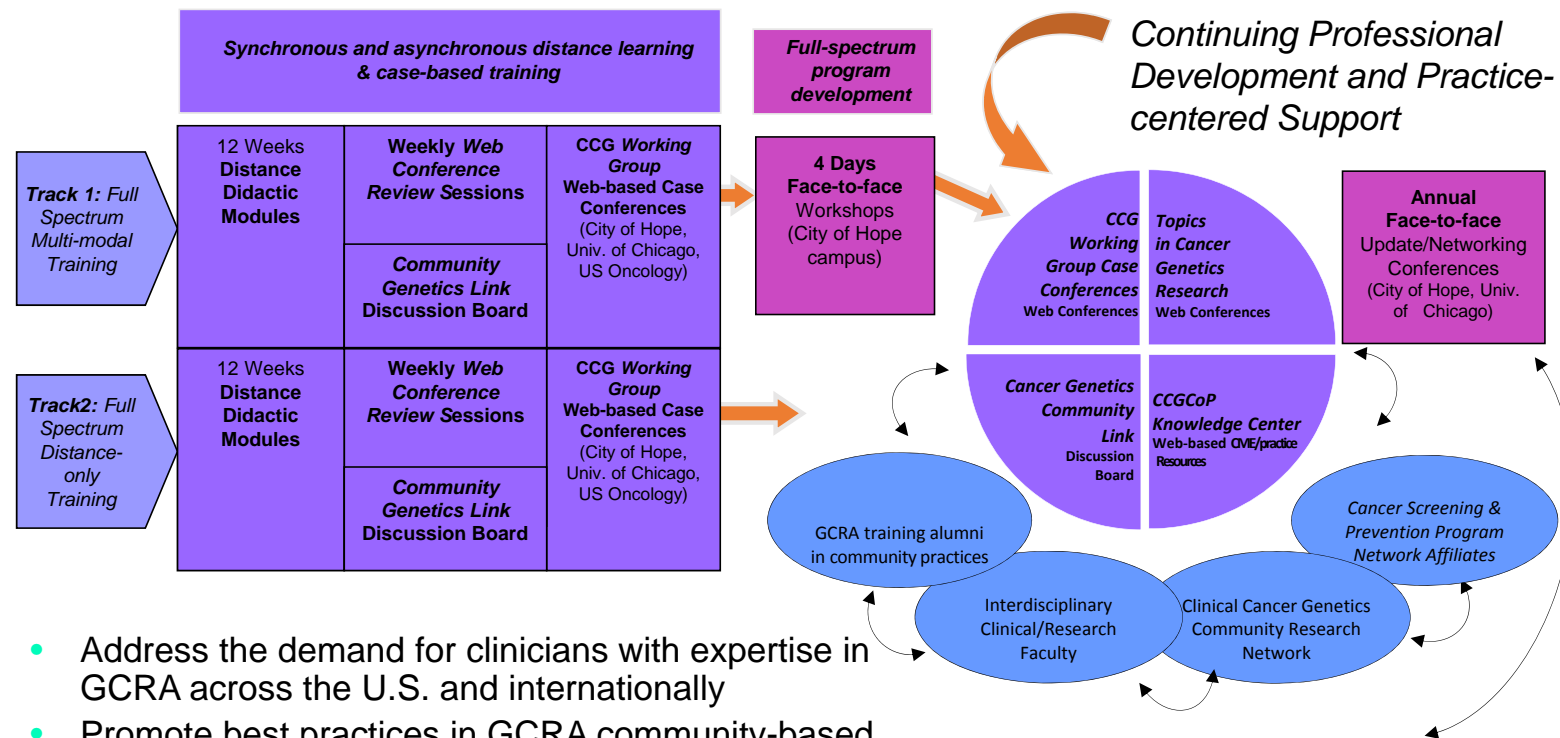 Synchronous and asynchronous distance learning
& case-based training
Full-spectrum
program
development
Continuing Professional
Development and Practice-
centered Support
Track 1: Full
Spectrum
Multi-modal
Training
12 Weeks
Distance
Didactic
Modules
Weekly Web
Conference
Review Sessions
Community
Genetics Link
Discussion Board
CCG Working
Group
Web-based Case
Conferences
(City of Hope,
Univ. of Chicago,
US Oncology)
4 Days
Face-to-face
Workshops
(City of Hope
campus)
CCG
Working
Group Case
Conferences
Web Conferences
Topics
in Cancer
Genetics
Research
Web Conferences
Annual
Face-to-face
Update/Networking
Conferences
(City of Hope, Univ.
of Chicago)
Track2: Full
Spectrum
Distance-
only
Training
12 Weeks
Distance
Didactic
Modules
Weekly Web
Conference
Review Sessions
Community
Genetics Link
Discussion Board
CCG Working
Group
Web-based Case
Conferences
(City of Hope,
Univ. of Chicago,
US Oncology)
Cancer Genetics
Community
Link
Discussion
Board
CCGCoP
Knowledge Center
Web-based CME/practice
Resources
GCRA training alumni
in community practices
Interdisciplinary
Clinical/Research
Faculty
Clinical Cancer Genetics
Community Research
Network
Cancer Screening &
Prevention Program
Network Affiliates
• Address the demand for clinicians with expertise in
GCRA across the U.S. and internationally
• Promote best practices in GCRA community-based